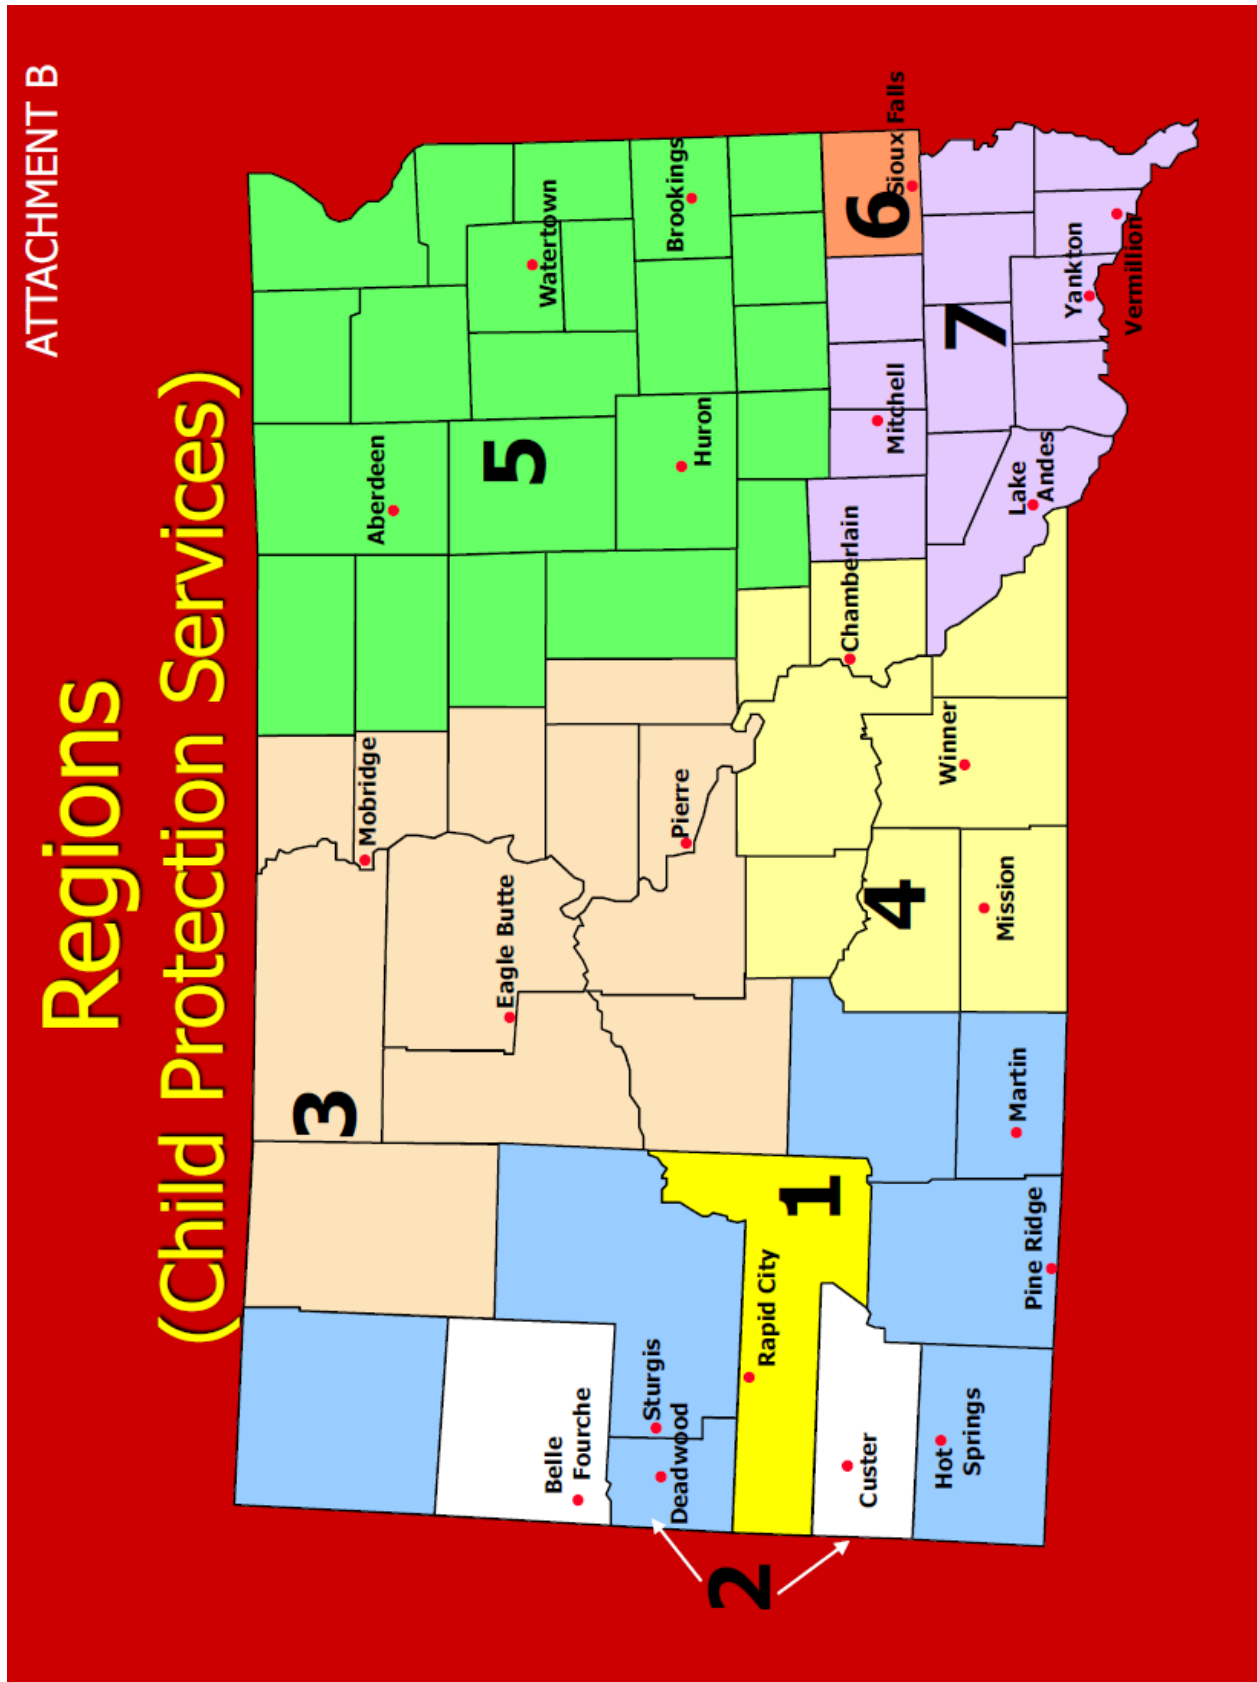 ATTACHMENT B
Regions
(Child Protection Services)
Aberdeen
Mobridge
3
5
Watertown
Eagle Butte
Belle
Fourche
Brookings
Huron
Pierre
Sturgis
Deadwood
2
Rapid City
1
Custer
Chamberlain
Mitchell
6
Sioux Falls
4
Winner
7
Hot
Springs
Mission
Martin
Pine Ridge
Lake
Andes
Yankton
Vermillion